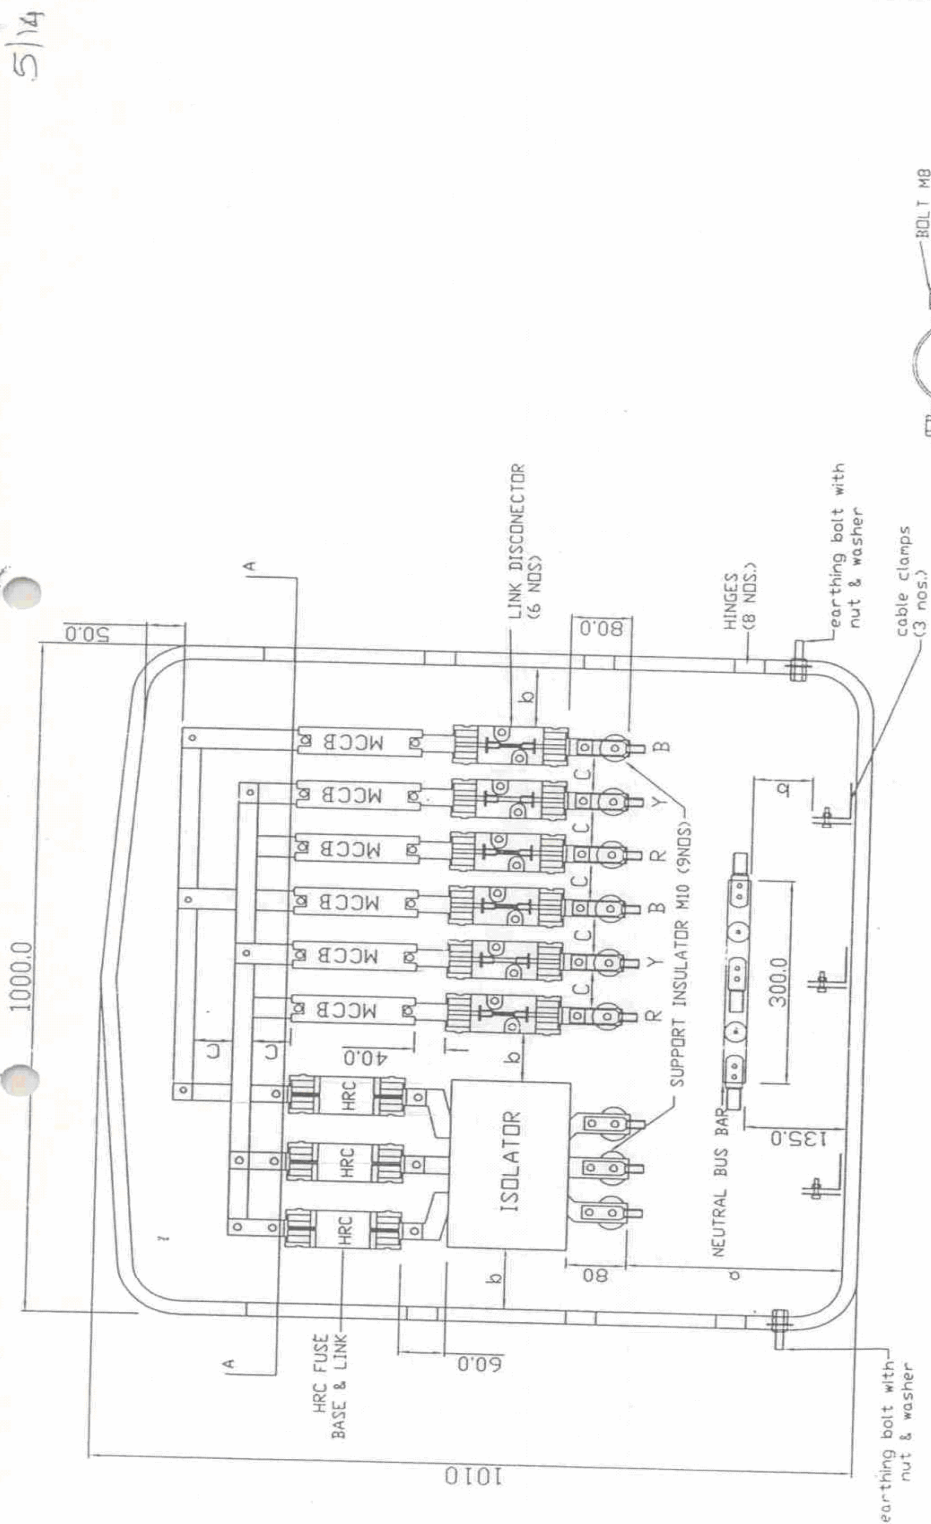 5/14
1000.0
50.0
A
A
MCCB
MCCB
MCCB
MCCB
MCCB
MCCB
C
C
40.0
HRC
HRC
HRC
HRC FUSE
BASE & LINK
60.0
1010
ISOLATOR
LINK DISCONECTOR
(6 NOS)
b
b
b
80.0
80
C
C
C
C
C
R
Y
B
R
Y
B
SUPPORT INSULATOR M10 (9NOS)
HINGES
(8 NOS.)
NEUTRAL BUS BAR
300.0
135.0
a
earthing bolt with
nut & washer
earthing bolt with
nut & washer
cable clamps
(3 nos.)
BOLT M8